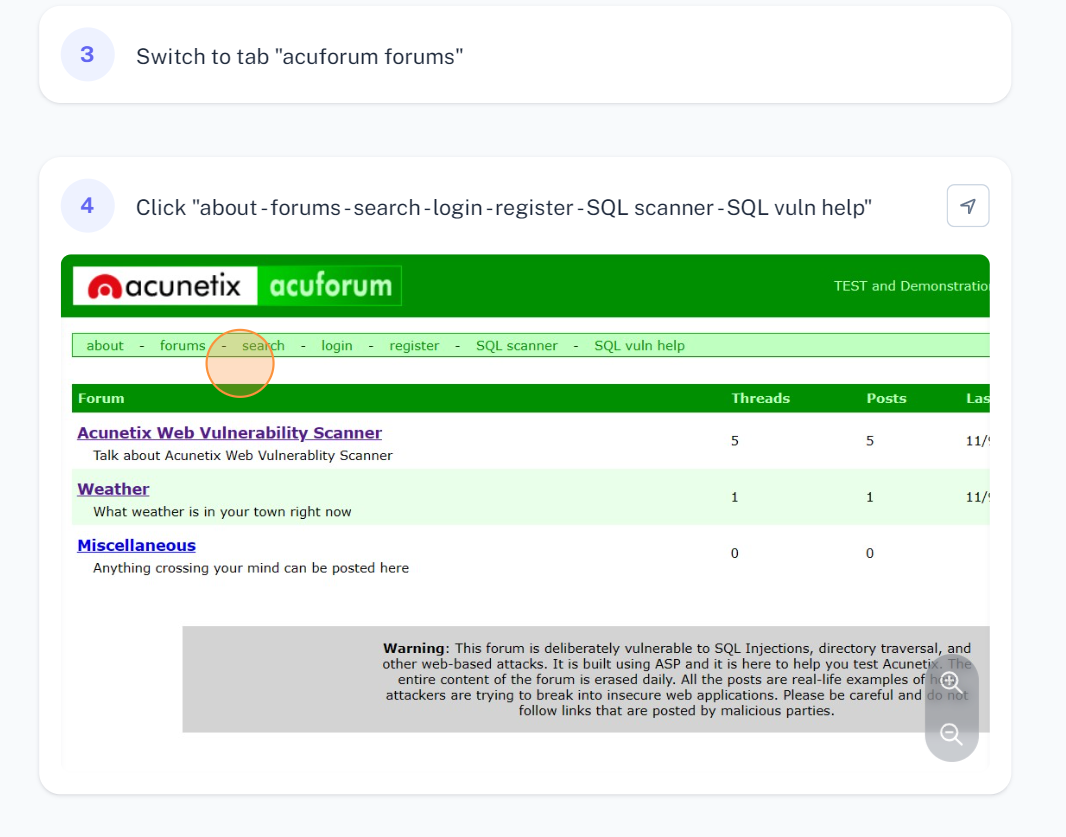 3
Switch to tab "acuforum forums"
4
Click "about - forums - search - login - register - SQL scanner - SQL vuln help"
acunetix acuforum
TEST and Demonstration
about - forums - search - login - register - SQL scanner - SQL vuln help
Forum Threads Posts Las
Acunetix Web Vulnerability Scanner 5 5 11/
Talk about Acunetix Web Vulnerablity Scanner
Weather 1 1 11/
What weather is in your town right now
Miscellaneous 0 0
Anything crossing your mind can be posted here
Warning: This forum is deliberately vulnerable to SQL Injections, directory traversal, and
other web-based attacks. It is built using ASP and it is here to help you test Acunetix. The
entire content of the forum is erased daily. All the posts are real-life examples of how
attackers are trying to break into insecure web applications. Please be careful and do not
follow links that are posted by malicious parties.